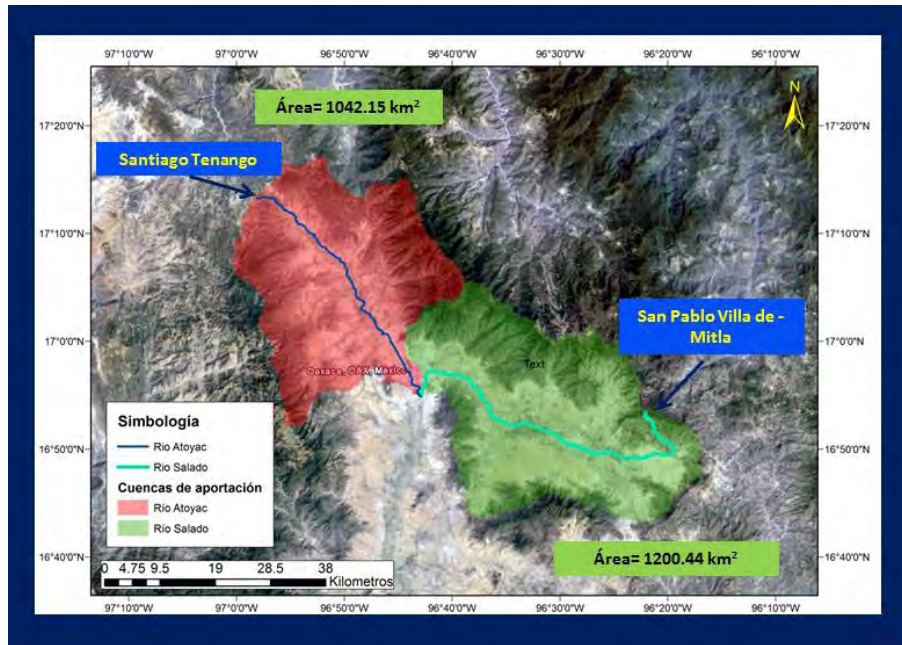 97°10'0"W 97°0'0"W 96°50'0"W 96°40'0"W 96°30'0"W 96°20'0"W 96°10'0"W
N
Área= 1042.15 km²
17°20'0"N 17°20'0"N
Santiago Tenango
17°10'0"N 17°10'0"N
San Pablo Villa de -
Mitla
17°0'0"N 17°0'0"N
Text
Oaxaca, OAX, México
Simbología
Rio Atoyac
Rio Salado
Cuencas de aportación
Río Atoyac
Río Salado
16°50'0"N 16°50'0"N
Área= 1200.44 km²
16°40'0"N 16°40'0"N
0 4.75 9.5 19 28.5 38
Kilometros
97°10'0"W 97°0'0"W 96°50'0"W 96°40'0"W 96°30'0"W 96°20'0"W 96°10'0"W